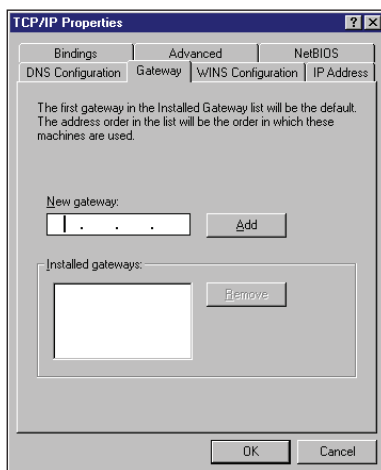 TCP/IP Properties
Bindings Advanced NetBIOS
DNS Configuration Gateway WINS Configuration IP Address
The first gateway in the Installed Gateway list will be the default.
The address order in the list will be the order in which these
machines are used.
New gateway:
. . . Add
Installed gateways:
Remove
OK Cancel